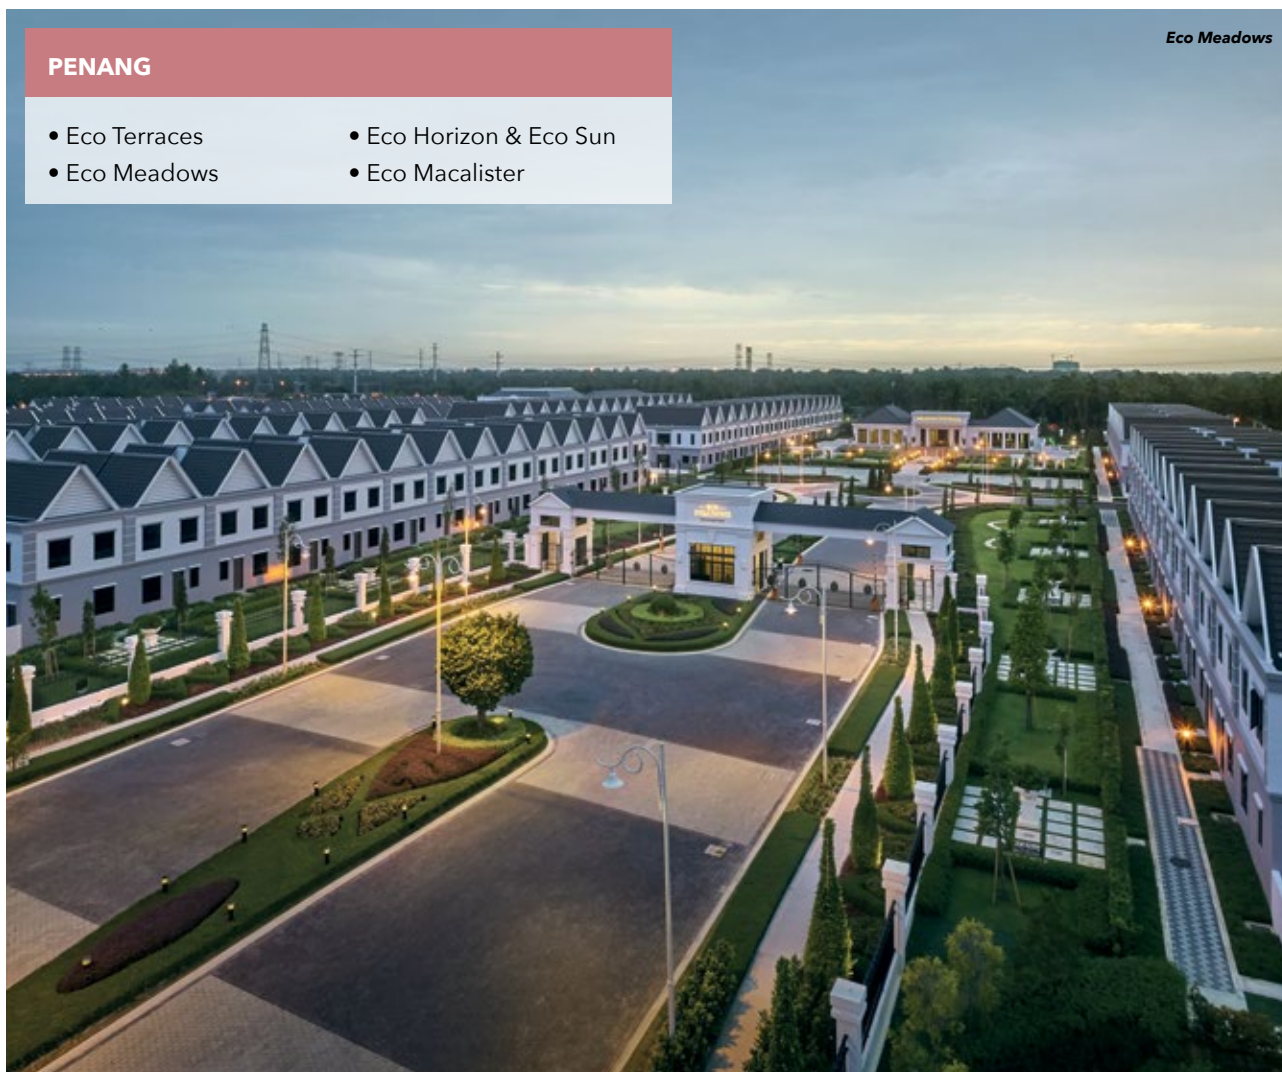 PENANG
• Eco Terraces
• Eco Meadows
• Eco Horizon & Eco Sun
• Eco Macalister
Eco Meadows